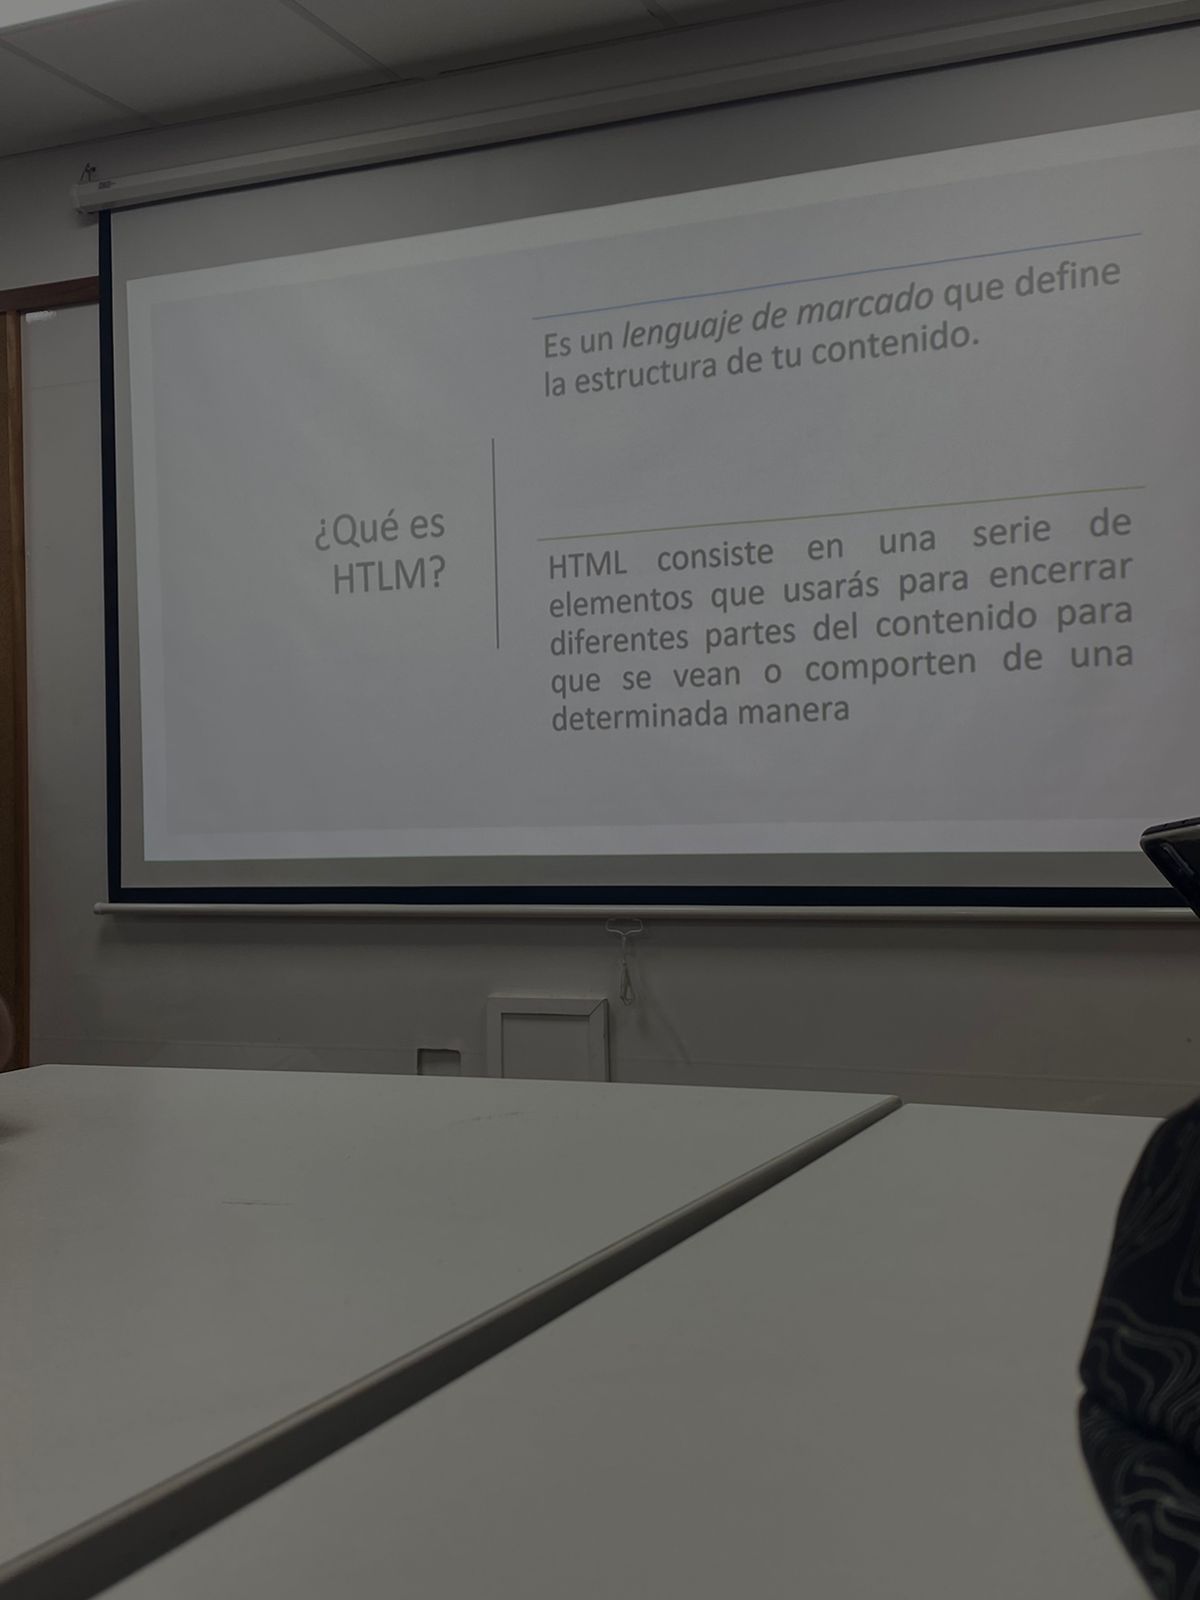 ¿Qué es
HTLM?
Es un lenguaje de marcado que define
la estructura de tu contenido.
HTML consiste en una serie de
elementos que usarás para encerrar
diferentes partes del contenido para
que se vean o comporten de una
determinada manera